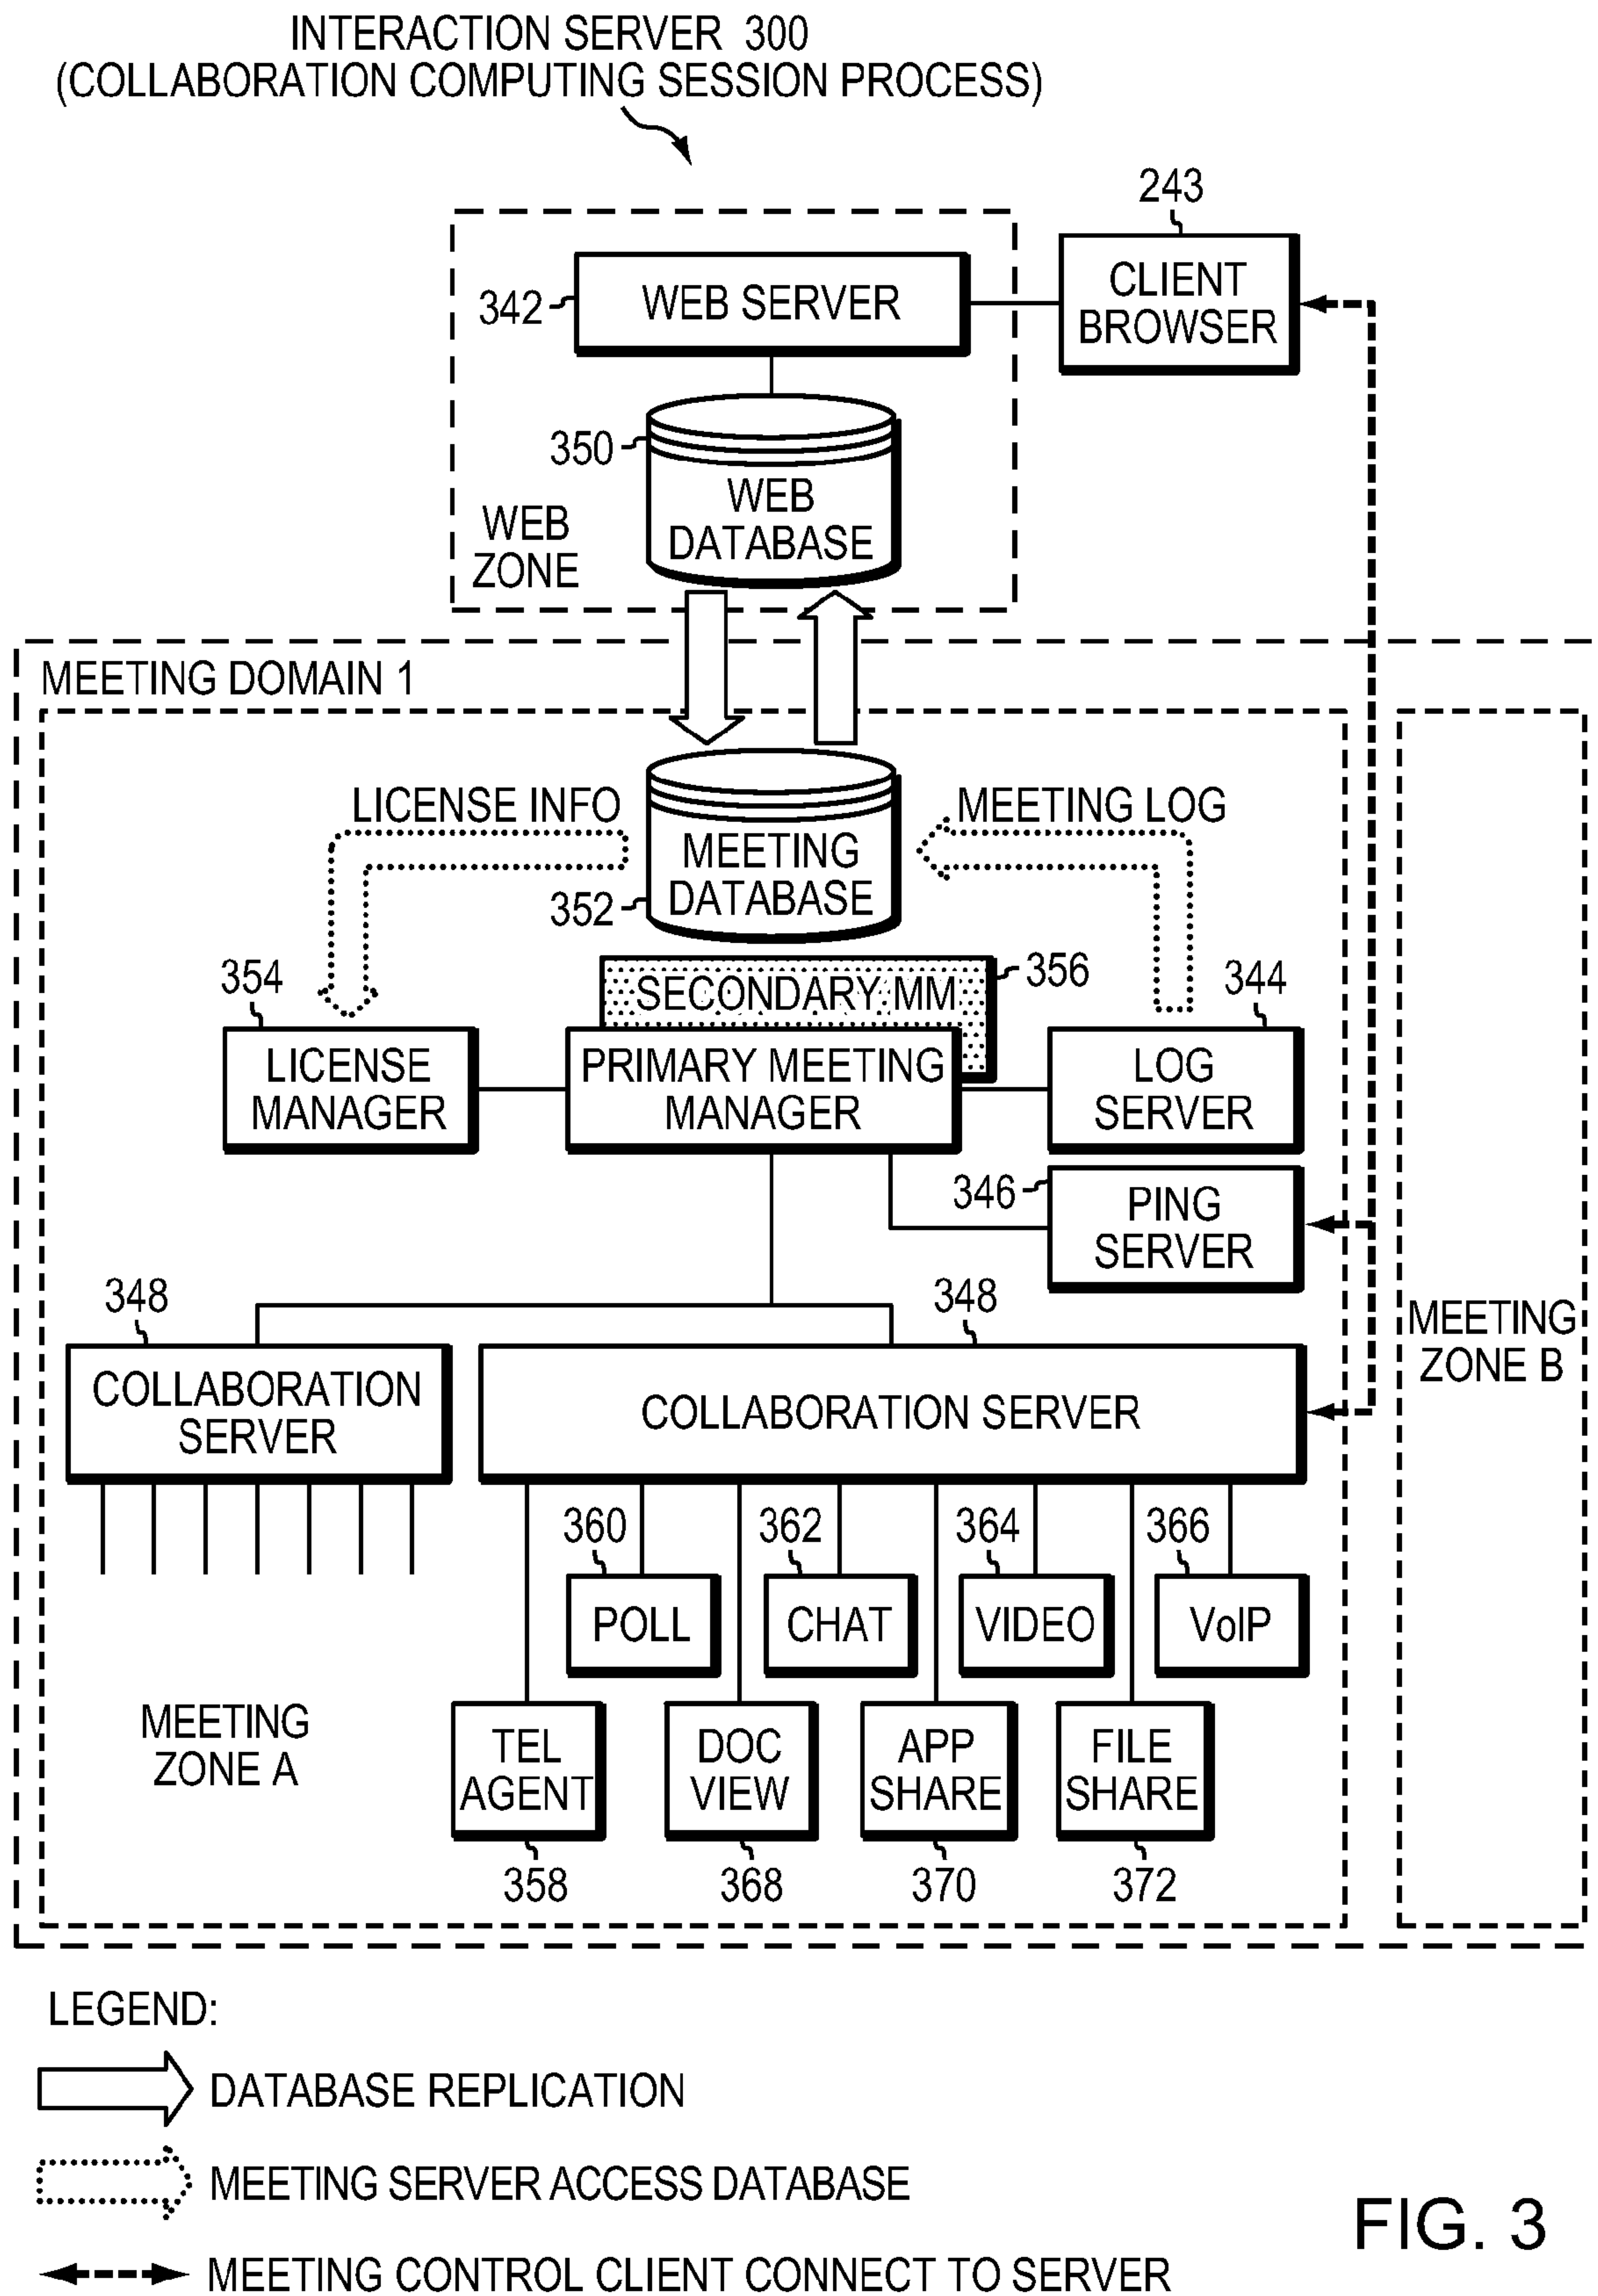 INTERACTION SERVER 300
(COLLABORATION COMPUTING SESSION PROCESS)
243
CLIENT
BROWSER
342
WEB SERVER
350
WEB
DATABASE
WEB
ZONE
MEETING DOMAIN 1
LICENSE INFO
MEETING LOG
MEETING
DATABASE
352
354
SECONDARY MM
356
344
LICENSE
MANAGER
PRIMARY MEETING
MANAGER
LOG
SERVER
346
PING
SERVER
348
348
MEETING
ZONE B
COLLABORATION
SERVER
COLLABORATION SERVER
360
362
364
366
POLL
CHAT
VIDEO
VoIP
MEETING
ZONE A
TEL
AGENT
DOC
VIEW
APP
SHARE
FILE
SHARE
358
368
370
372
LEGEND:
DATABASE REPLICATION
MEETING SERVER ACCESS DATABASE
MEETING CONTROL CLIENT CONNECT TO SERVER
FIG. 3